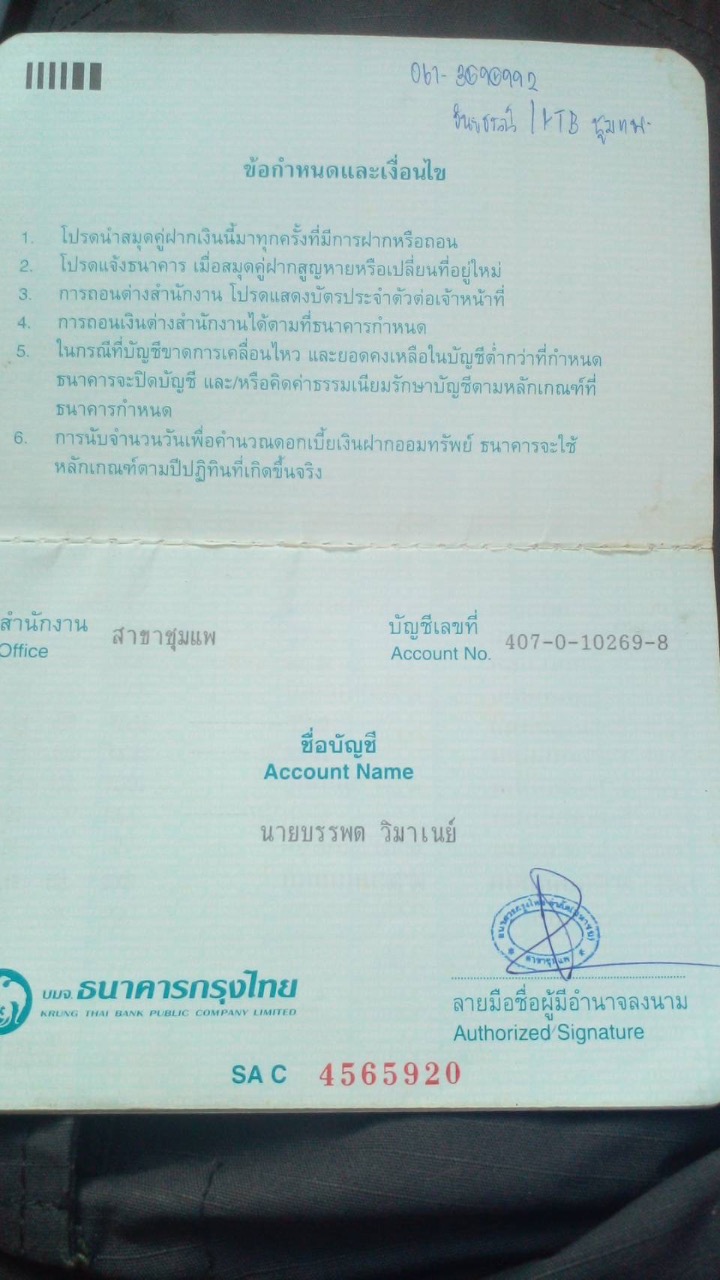 ข้อกำหนดและเงื่อนไข
1. โปรดนำสมุดคู่ฝากเงินนี้มาทุกครั้งที่มีการฝากหรือถอน
2. โปรดแจ้งธนาคาร เมื่อสมุดคู่ฝากสูญหายหรือเปลี่ยนที่อยู่ใหม่
3. การถอนต่างสำนักงาน โปรดแสดงบัตรประจำตัวต่อเจ้าหน้าที่
4. การถอนเงินต่างสำนักงานได้ตามที่ธนาคารกำหนด
5. ในกรณีที่บัญชีขาดการเคลื่อนไหว และยอดคงเหลือในบัญชีต่ำกว่าที่กำหนด
ธนาคารจะปิดบัญชี และ/หรือคิดค่าธรรมเนียมรักษาบัญชีตามหลักเกณฑ์ที่
ธนาคารกำหนด
6. การนับจำนวนวันเพื่อคำนวณดอกเบี้ยเงินฝากออมทรัพย์ ธนาคารจะใช้
หลักเกณฑ์ตามปีปฏิทินที่เกิดขึ้นจริง
สำนักงาน สาขาชุมแพ บัญชีเลขที่ 407-0-10269-8
Office Account No.
ชื่อบัญชี
Account Name
นายบรรพต วิมาเนย์
บมจ. ธนาคารกรุงไทย
KRUNG THAI BANK PUBLIC COMPANY LIMITED
ลายมือชื่อผู้มีอำนาจลงนาม
Authorized Signature
SA C 4565920